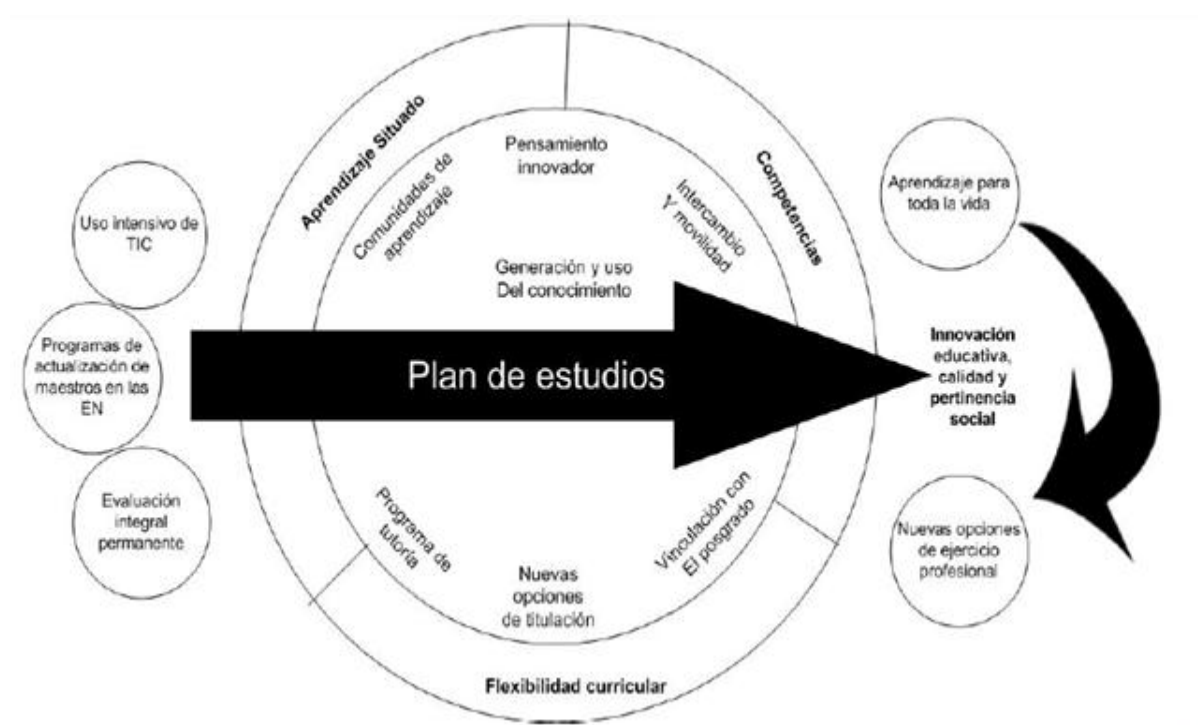 Uso intensivo de
TIC
Programas de
actualización de
maestros en las
EN
Evaluación
integral
permanente
Aprendizaje Situado
Comunidades de
aprendizaje
Pensamiento
innovador
Intercambio
Y movilidad
Competencias
Generación y uso
Del conocimiento
Plan de estudios
Programa de
tutoría
Nuevas
opciones
de titulación
Vinculación con
El posgrado
Flexibilidad curricular
Aprendizaje para
toda la vida
Innovación
educativa,
calidad y
pertinencia
social
Nuevas opciones
de ejercicio
profesional